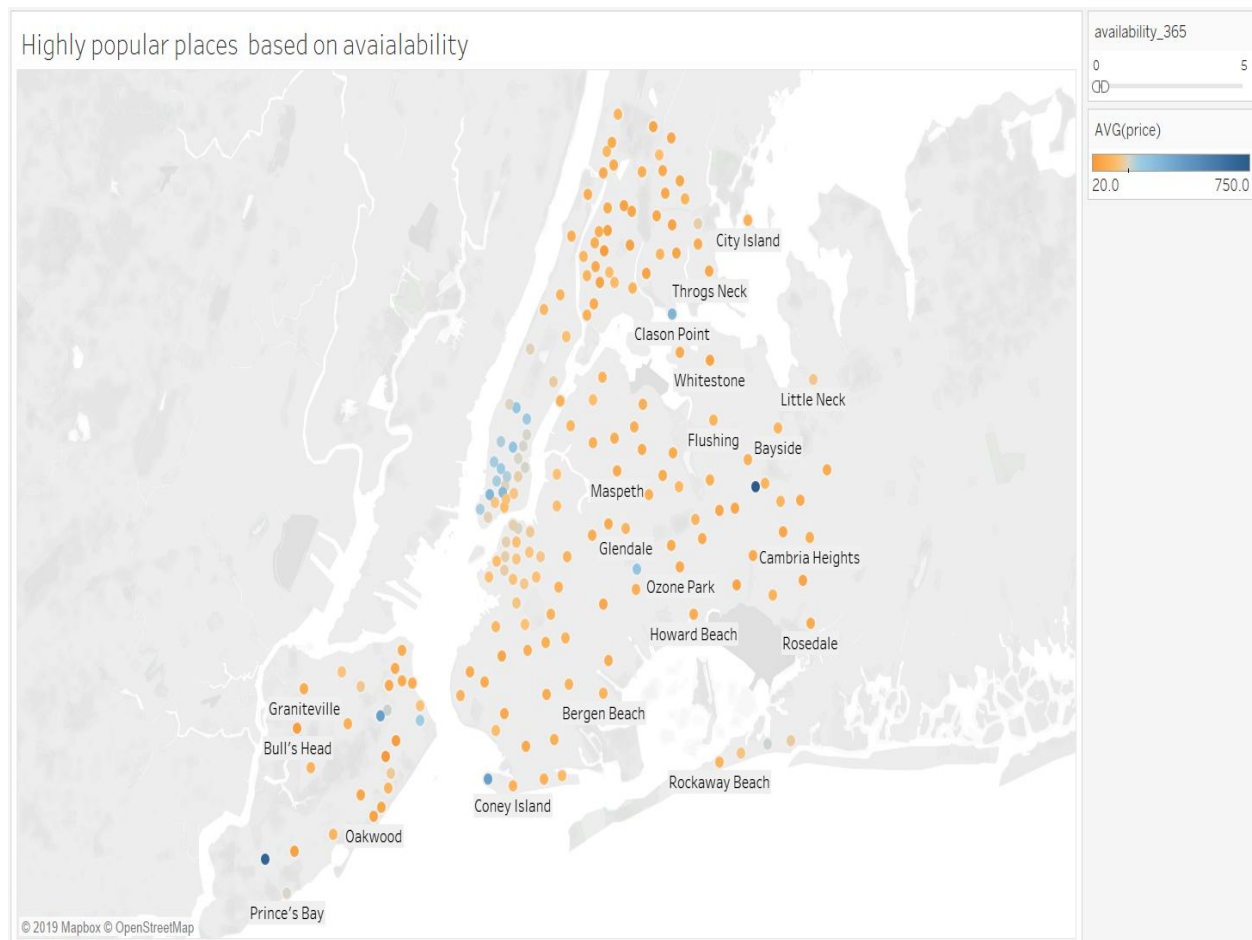 Highly popular places based on avaialability
availability_365
0 5
AVG(price)
20.0 750.0
City Island
Throgs Neck
Clason Point
Whitestone
Little Neck
Flushing
Bayside
Maspeth
Glendale
Cambria Heights
Ozone Park
Howard Beach
Rosedale
Graniteville
Bergen Beach
Bull's Head
Rockaway Beach
Coney Island
Oakwood
Prince's Bay
© 2019 Mapbox © OpenStreetMap